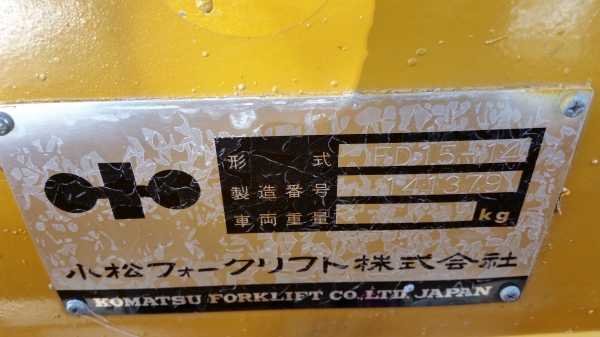 形 式 FD15-14
製造番号 141379
車両重量 kg
小松フォークリフト株式会社
KOMATSU FORKLIFT CO.,LTD. JAPAN